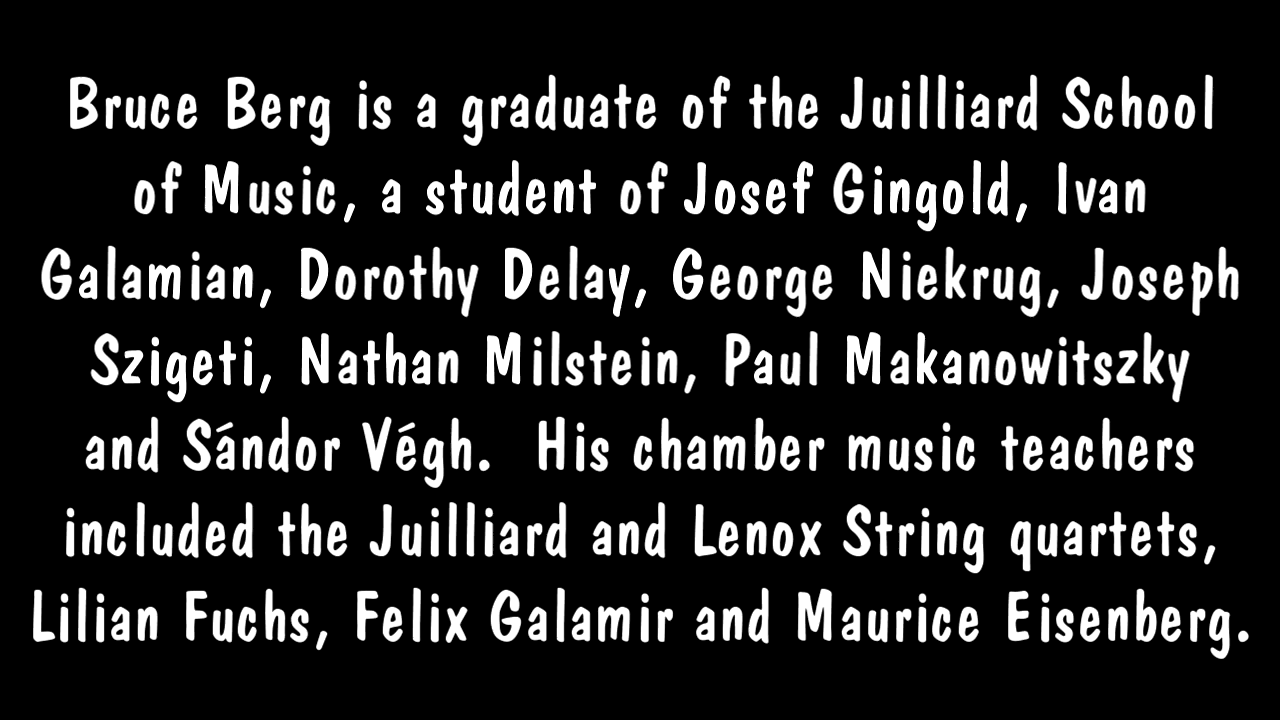 Bruce Berg is a graduate of the Juilliard School
of Music, a student of Josef Gingold, Ivan
Galamian, Dorothy Delay, George Niekrug, Joseph
Szigeti, Nathan Milstein, Paul Makanowitszky
and Sándor Végh.  His chamber music teachers
included the Juilliard and Lenox String quartets,
Lilian Fuchs, Felix Galamir and Maurice Eisenberg.